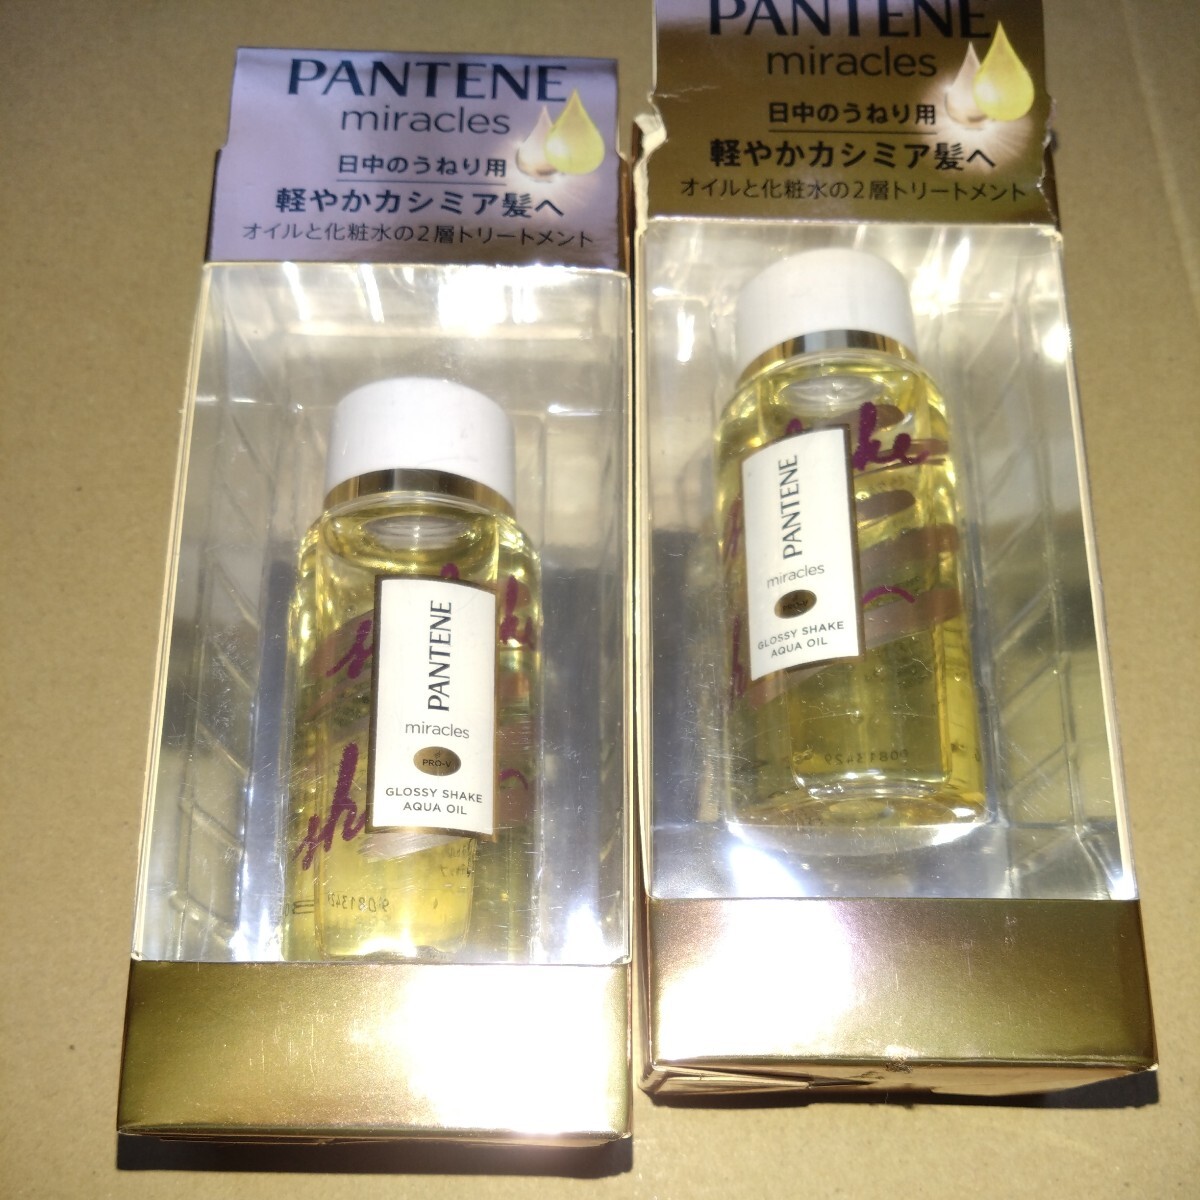 PANTENE
miracles
日中のうねり用
軽やかカシミア髪へ
オイルと化粧水の2層トリートメント
PANTENE
miracles
PRO-V
GLOSSY SHAKE
AQUA OIL
PANTENE
miracles
日中のうねり用
軽やかカシミア髪へ
オイルと化粧水の2層トリートメント
PANTENE
miracles
PRO-V
GLOSSY SHAKE
AQUA OIL